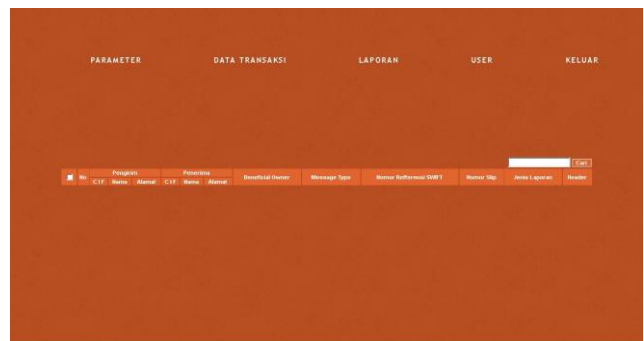 PARAMETER DATA TRANSAKSI LAPORAN USER KELUAR
Cari
No Pengirim Penerima Beneficial Owner Message Type Nomor Refferensi SWIFT Nomor Slip Jenis Laporan Header
CIF Nama Alamat CIF Nama Alamat